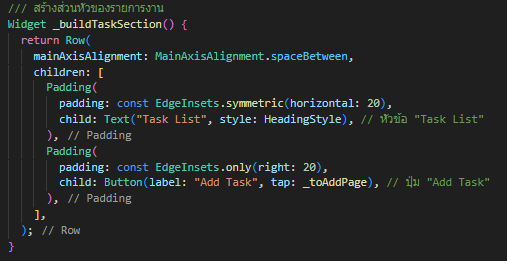 /// สร้างส่วนหัวของรายการงาน
Widget _buildTaskSection() {
  return Row(
    mainAxisAlignment: MainAxisAlignment.spaceBetween,
    children: [
      Padding(
        padding: const EdgeInsets.symmetric(horizontal: 20),
        child: Text("Task List", style: HeadingStyle), // หัวข้อ "Task List"
      ), // Padding
      Padding(
        padding: const EdgeInsets.only(right: 20),
        child: Button(label: "Add Task", tap: _toAddPage), // ปุ่ม "Add Task"
      ), // Padding
    ],
  ); // Row
}